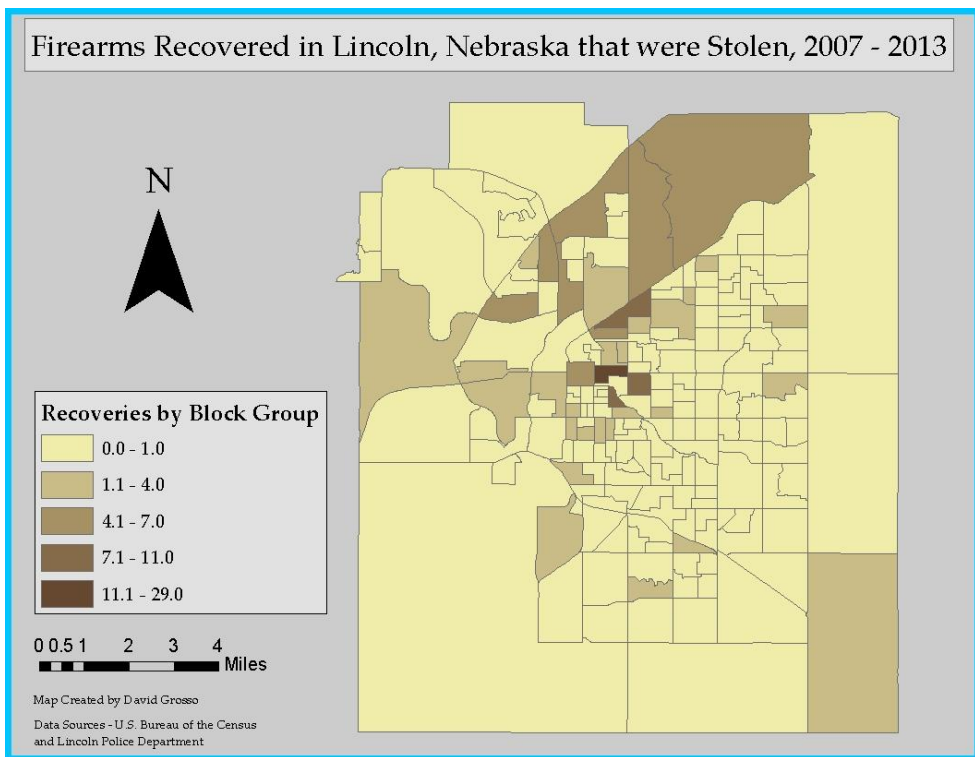 Firearms Recovered in Lincoln, Nebraska that were Stolen, 2007 - 2013
N
Recoveries by Block Group
0.0 - 1.0
1.1 - 4.0
4.1 - 7.0
7.1 - 11.0
11.1 - 29.0
0 0.5 1 2 3 4
Miles
Map Created by David Grosso
Data Sources - U.S. Bureau of the Census
and Lincoln Police Department